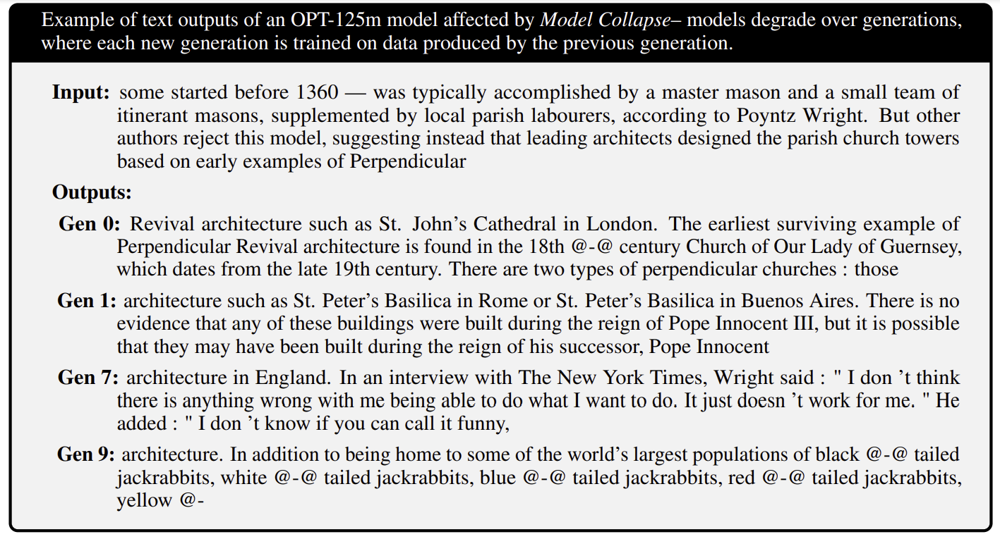 Example of text outputs of an OPT-125m model affected by Model Collapse– models degrade over generations,
where each new generation is trained on data produced by the previous generation.
Input: some started before 1360 — was typically accomplished by a master mason and a small team of
itinerant masons, supplemented by local parish labourers, according to Poyntz Wright. But other
authors reject this model, suggesting instead that leading architects designed the parish church towers
based on early examples of Perpendicular
Outputs:
Gen 0: Revival architecture such as St. John’s Cathedral in London. The earliest surviving example of
Perpendicular Revival architecture is found in the 18th @-@ century Church of Our Lady of Guernsey,
which dates from the late 19th century. There are two types of perpendicular churches : those
Gen 1: architecture such as St. Peter’s Basilica in Rome or St. Peter’s Basilica in Buenos Aires. There is no
evidence that any of these buildings were built during the reign of Pope Innocent III, but it is possible
that they may have been built during the reign of his successor, Pope Innocent
Gen 7: architecture in England. In an interview with The New York Times, Wright said : " I don ’t think
there is anything wrong with me being able to do what I want to do. It just doesn ’t work for me. " He
added : " I don ’t know if you can call it funny,
Gen 9: architecture. In addition to being home to some of the world’s largest populations of black @-@ tailed
jackrabbits, white @-@ tailed jackrabbits, blue @-@ tailed jackrabbits, red @-@ tailed jackrabbits,
yellow @-